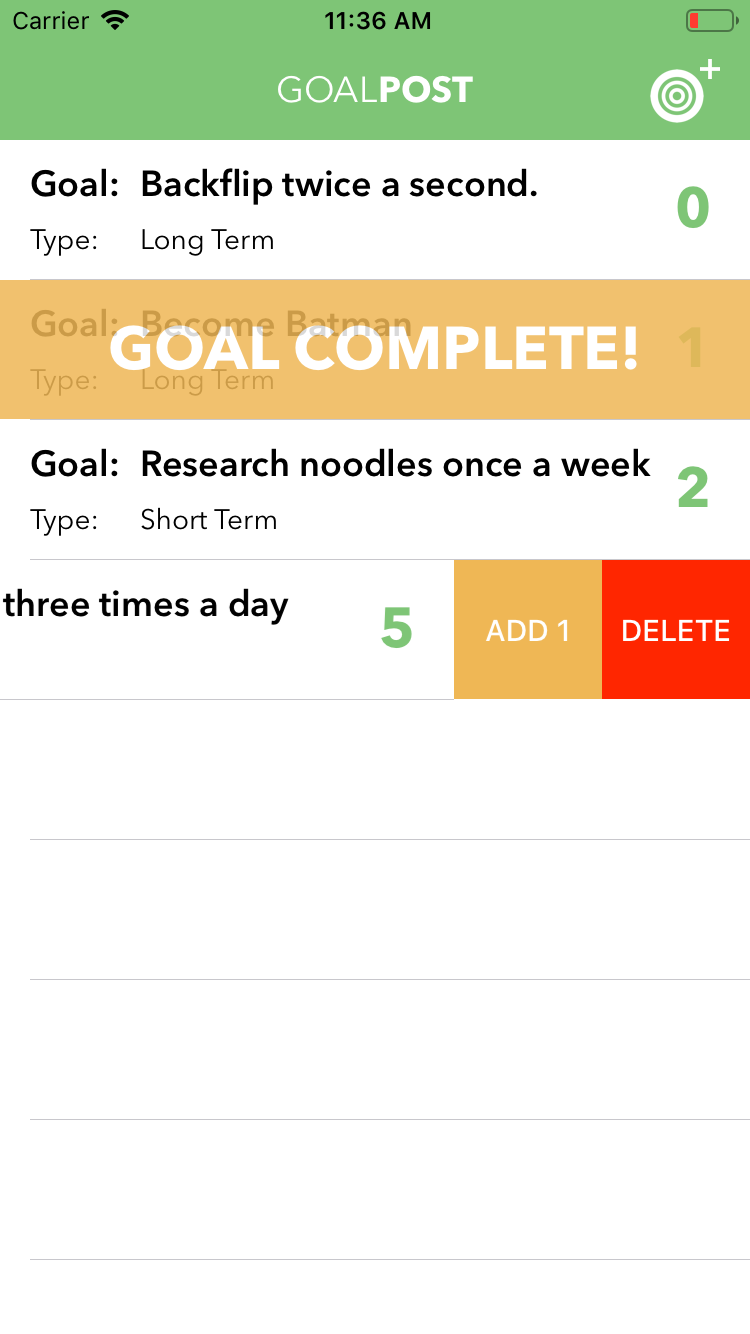 Carrier 11:36 AM
GOALPOST
Goal: Backflip twice a second.
0
Type: Long Term
Goal: Become Batman
GOAL COMPLETE!
1
Type: Long Term
Goal: Research noodles once a week
2
Type: Short Term
three times a day
5
ADD 1
DELETE